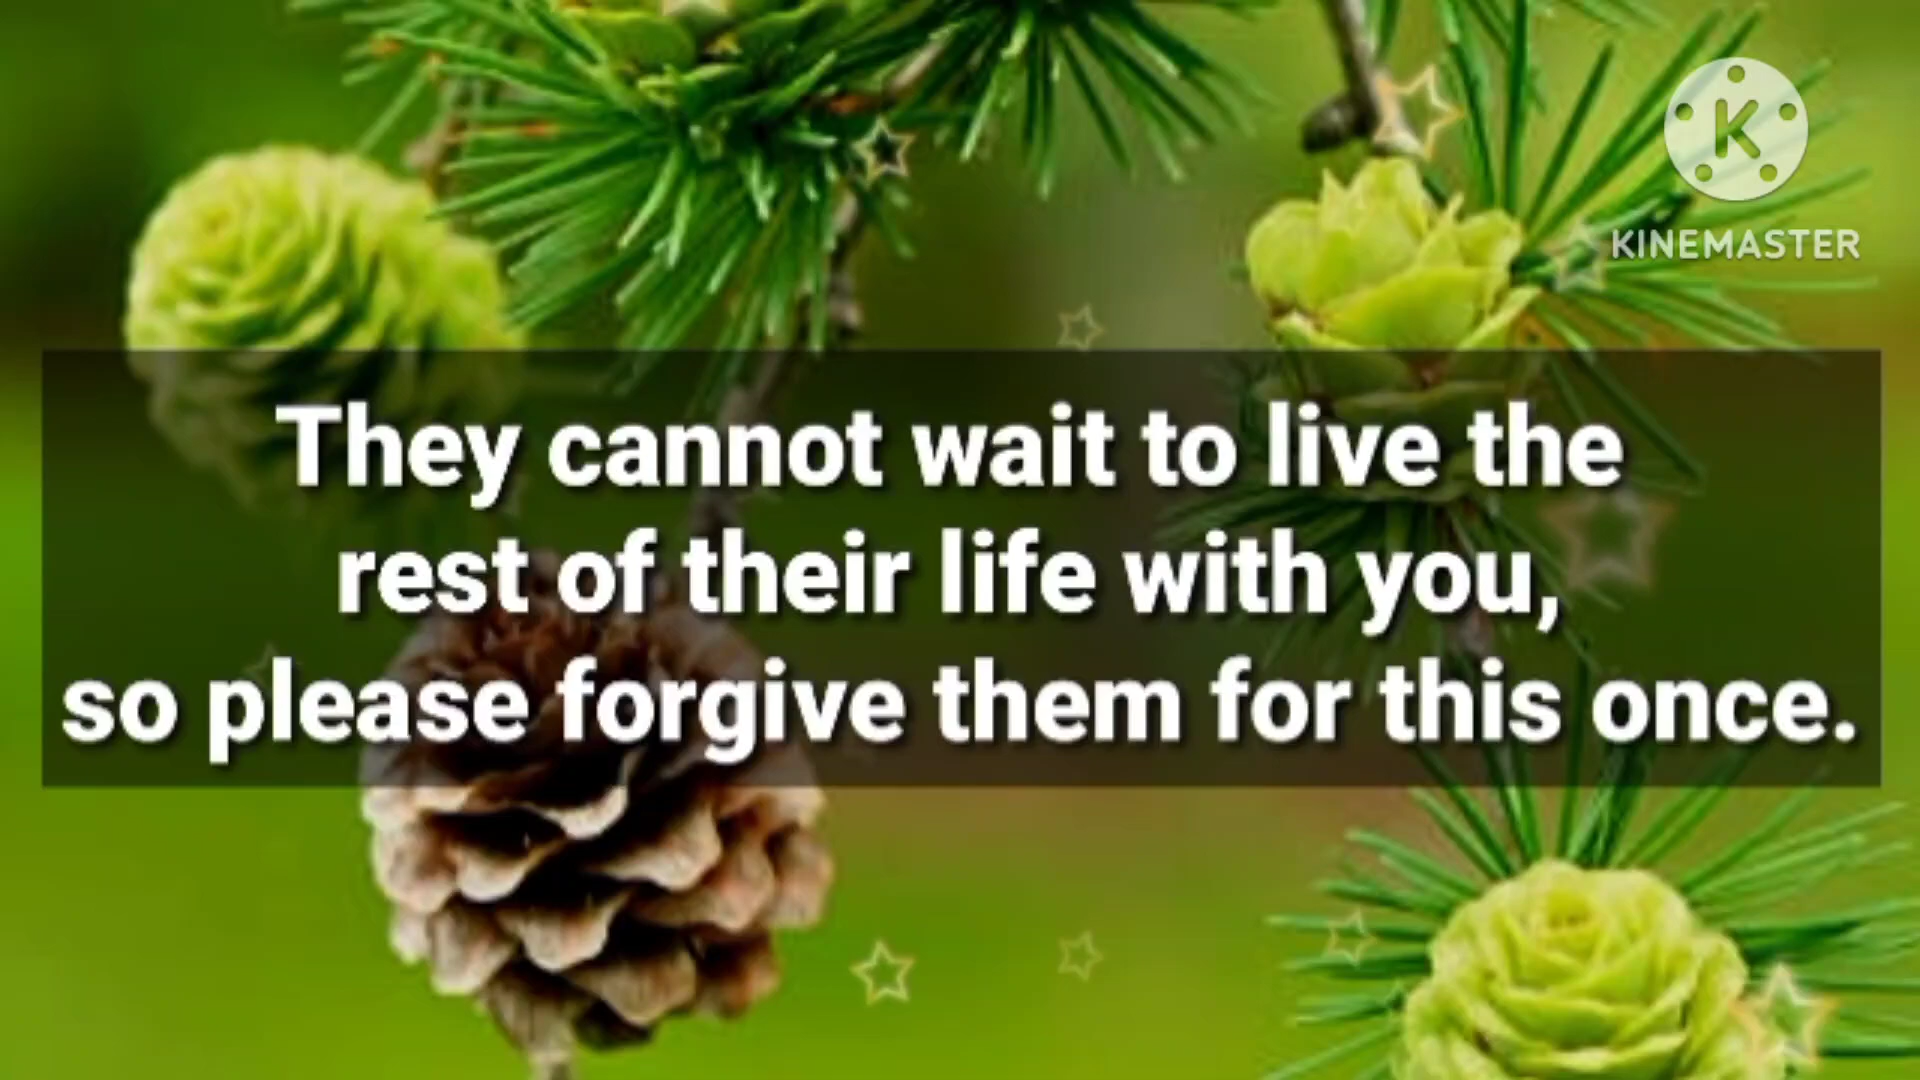 K
KINEMASTER
They cannot wait to live the
rest of their life with you,
so please forgive them for this once.